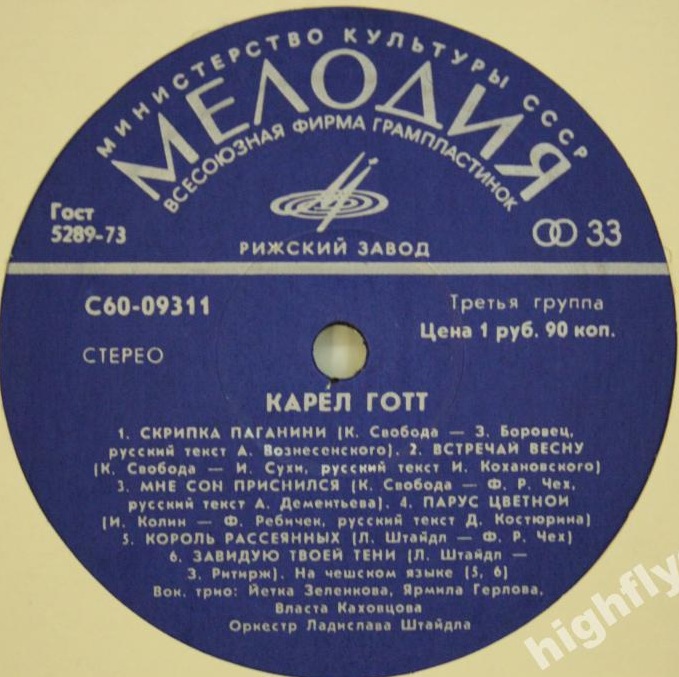 МИНИСТЕРСТВО КУЛЬТУРЫ СССР
МЕЛОДИЯ
ВСЕСОЮЗНАЯ ФИРМА ГРАМПЛАСТИНОК
Гост
5289-73
33
РИЖСКИЙ ЗАВОД
С60-09311
Третья группа
Цена 1 руб. 90 коп.
СТЕРЕО
КАРЕ́Л ГОТТ
1. СКРИПКА ПАГАНИНИ (К. Свобода — З. Боровец,
русский текст А. Вознесенского). 2. ВСТРЕЧАЙ ВЕСНУ
(К. Свобода — И. Сухи, русский текст И. Кохановского)
3. МНЕ СОН ПРИСНИЛСЯ (К. Свобода — Ф. Р. Чех,
русский текст А. Дементьева). 4. ПАРУС ЦВЕТНОЙ
(И. Колин — Ф. Ребичек, русский текст Д. Костюрина)
5. КОРОЛЬ РАССЕЯННЫХ (Л. Штайдл — Ф. Р. Чех)
6. ЗАВИДУЮ ТВОЕЙ ТЕНИ (Л. Штайдл —
З. Ритирж). На чешском языке (5, 6)
Вок. трио: Йетка Зеленкова, Ярмила Герлова,
Власта Каховцова
Оркестр Ладислава Штайдла
highfly